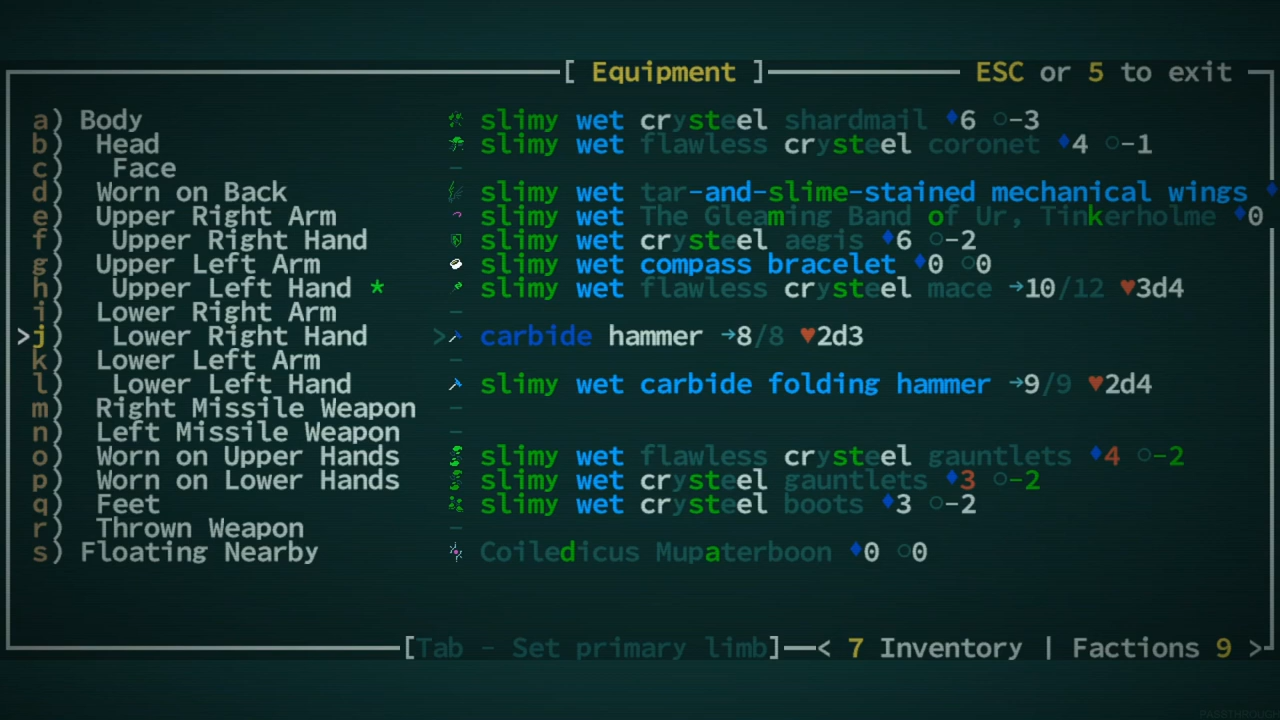 [ Equipment ] ESC or 5 to exit
a) Body slimy wet crysteel shardmail ♦6 ○-3
b) Head slimy wet flawless crysteel coronet ♦4 ○-1
c) Face -
d) Worn on Back slimy wet tar-and-slime-stained mechanical wings ♦
e) Upper Right Arm slimy wet The Gleaming Band of Ur, Tinkerholme ♦0
f) Upper Right Hand slimy wet crysteel aegis ♦6 ○-2
g) Upper Left Arm slimy wet compass bracelet ♦0 ○0
h) Upper Left Hand * slimy wet flawless crysteel mace →10/12 ♥3d4
i) Lower Right Arm -
>j) Lower Right Hand > carbide hammer →8/8 ♥2d3
k) Lower Left Arm -
l) Lower Left Hand slimy wet carbide folding hammer →9/9 ♥2d4
m) Right Missile Weapon -
n) Left Missile Weapon -
o) Worn on Upper Hands slimy wet flawless crysteel gauntlets ♦4 ○-2
p) Worn on Lower Hands slimy wet crysteel gauntlets ♦3 ○-2
q) Feet slimy wet crysteel boots ♦3 ○-2
r) Thrown Weapon -
s) Floating Nearby Coiledicus Mupaterboon ♦0 ○0
[Tab - Set primary limb] < 7 Inventory | Factions 9 >